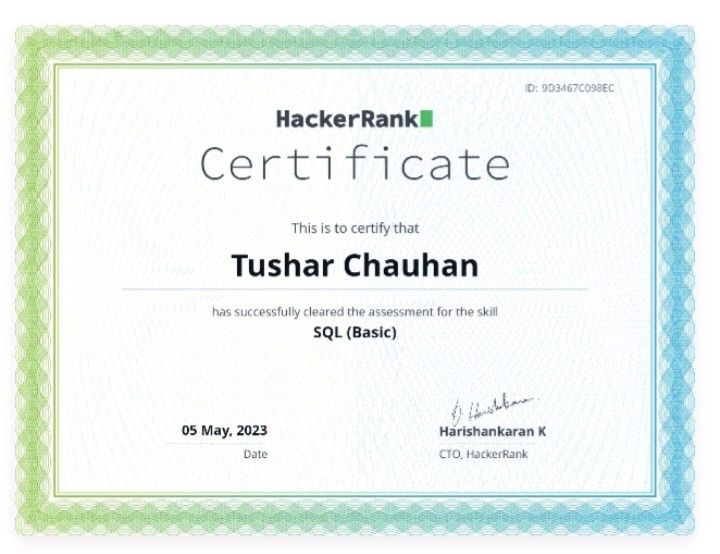 ID: 9D3467C098EC
HackerRank
Certificate
This is to certify that
Tushar Chauhan
has successfully cleared the assessment for the skill
SQL (Basic)
05 May, 2023
Date
Harishankaran K
CTO, HackerRank